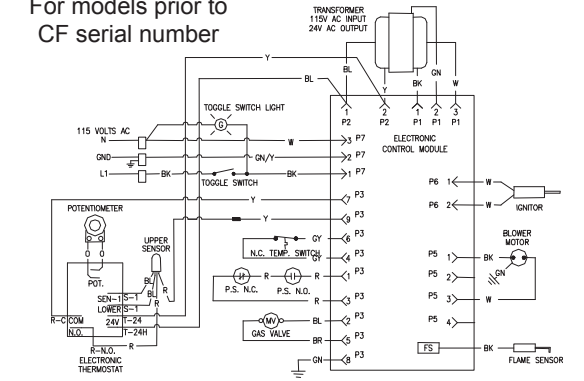 For models prior to
CF serial number
TRANSFORMER
115V AC INPUT
24V AC OUTPUT
Y
BL
BL
Y
BK
GN
W
1 2 1 2 3
P2 P2 P1 P1 P1
TOGGLE SWITCH LIGHT
G
115 VOLTS AC
N
W
3 P7
ELECTRONIC
CONTROL MODULE
GND
GN/Y
2 P7
L1
BK
BK
1 P7
TOGGLE SWITCH
P6 1
W
P6 2
W
IGNITOR
Y
7 P3
POTENTIOMETER
Y
9 P3
UPPER
SENSOR
GY
6 P3
N.C. TEMP. SWITCH
GY
4 P3
BLOWER
MOTOR
P5 1
BK
GN
P5 2
P5 3
W
P5 4
R
R
1 P3
P.S. N.C.
P.S. N.O.
R
3 P3
POT.
BL
BL
R
R
SEN-1 S-1
LOWER S-1
R-C COM
24V T-24
N.O.
T-24H
MV
BL
2 P3
GAS VALVE
BR
5 P3
R-N.O.
R
ELECTRONIC
THERMOSTAT
GN
8 P3
FS
BK
FLAME SENSOR